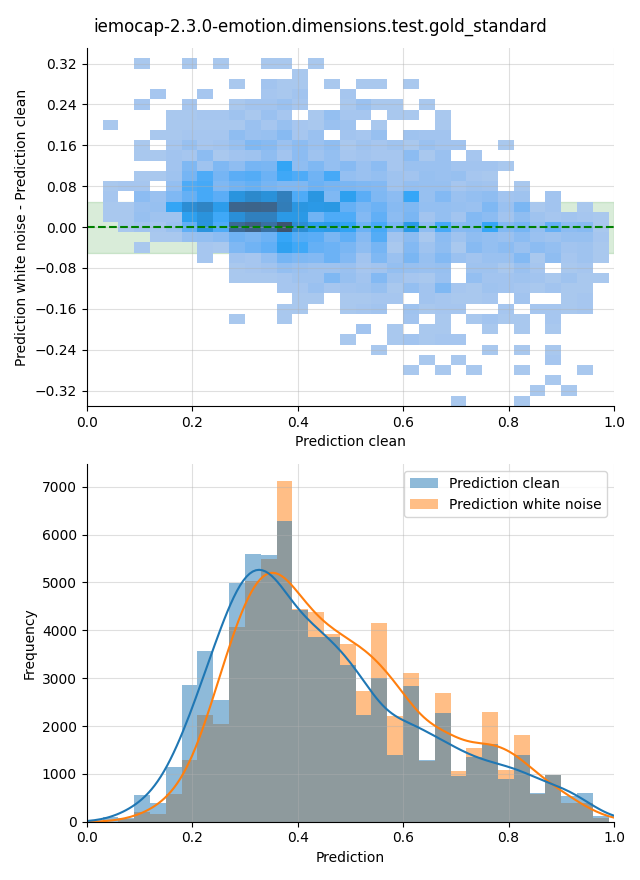 iemocap-2.3.0-emotion.dimensions.test.gold_standard
Prediction white noise - Prediction clean
0.32
0.24
0.16
0.08
0.00
−0.08
−0.16
−0.24
−0.32
0.0 0.2 0.4 0.6 0.8 1.0
Prediction clean
Frequency
7000
6000
5000
4000
3000
2000
1000
0
Prediction clean
Prediction white noise
0.0 0.2 0.4 0.6 0.8 1.0
Prediction